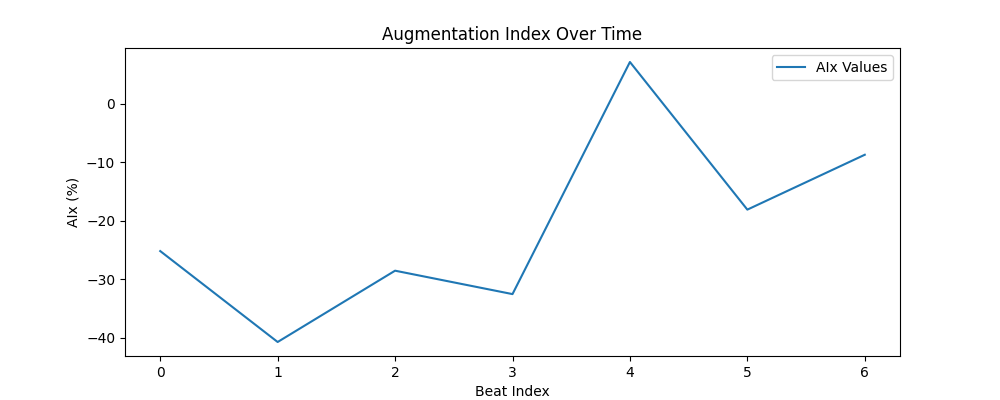 Augmentation Index Over Time
AIx Values
AIx (%)
0
−10
−20
−30
−40
0 1 2 3 4 5 6
Beat Index